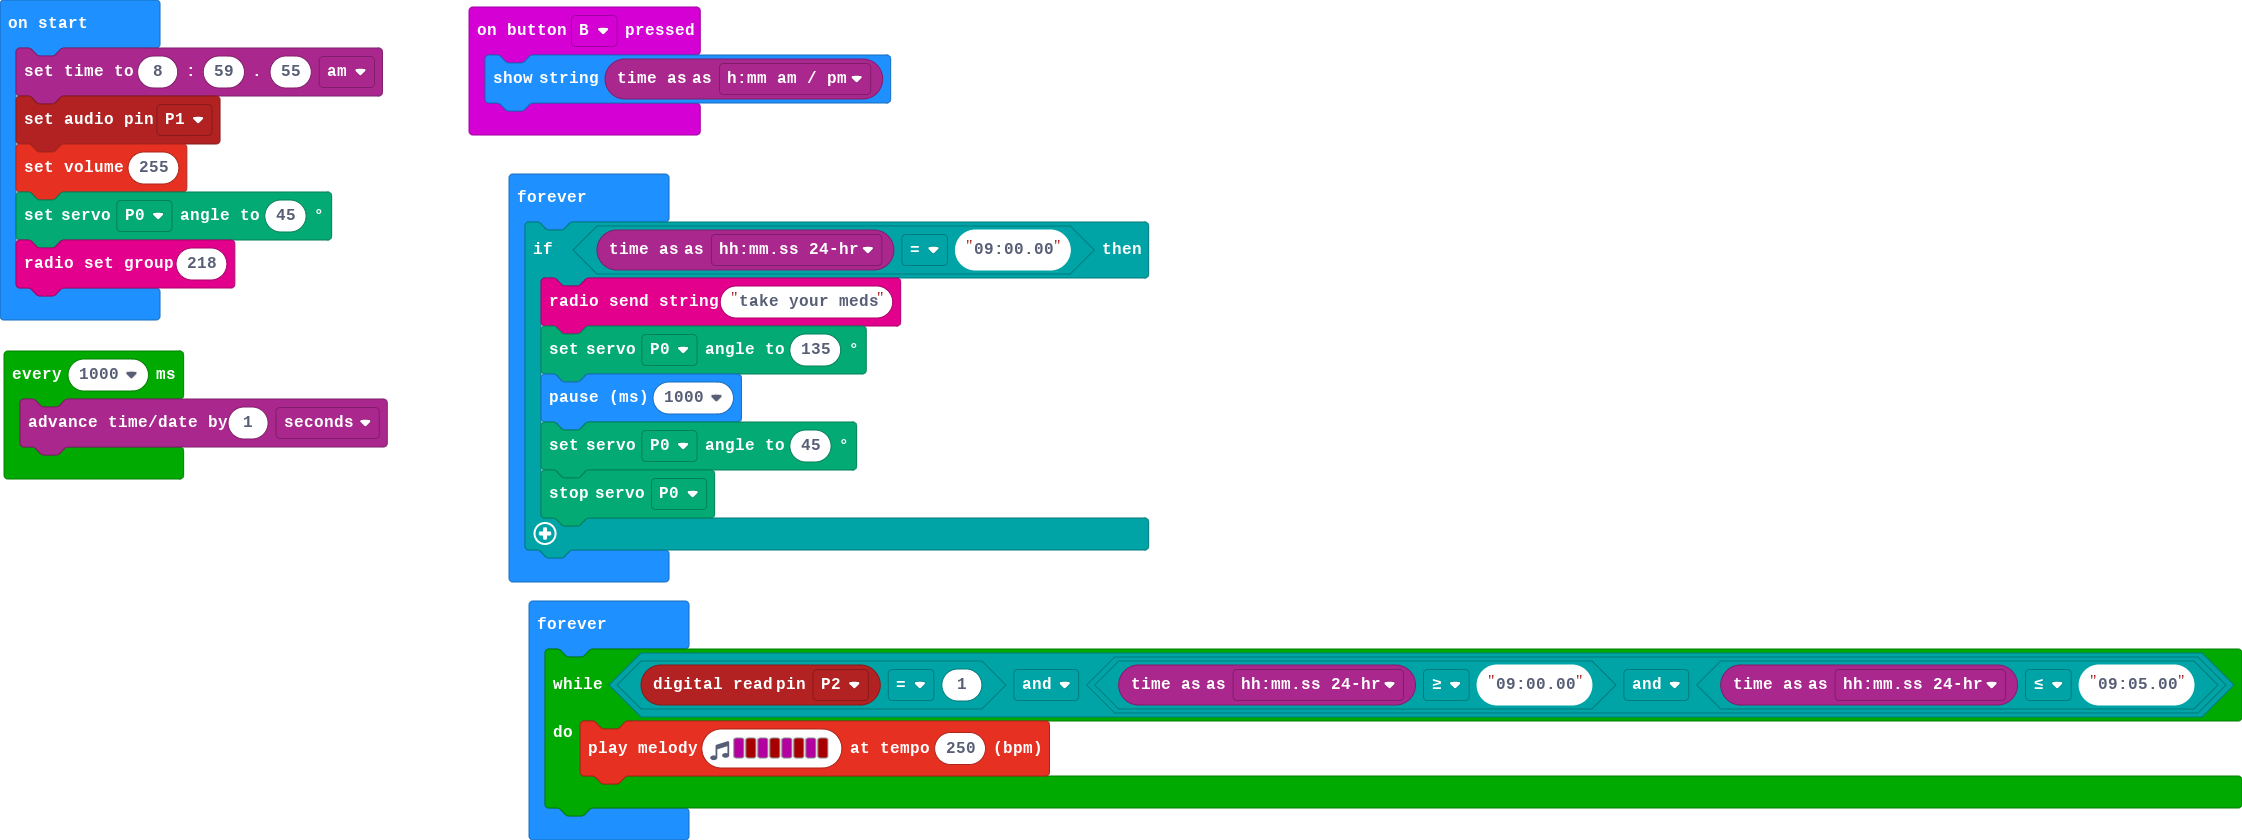 on start
set time to 8 : 59 . 55 am
set audio pin P1
set volume 255
set servo P0 angle to 45 °
radio set group 218
every 1000 ms
advance time/date by 1 seconds
on button B pressed
show string time as as h:mm am / pm
forever
if time as as hh:mm.ss 24-hr = "09:00.00" then
radio send string "take your meds"
set servo P0 angle to 135 °
pause (ms) 1000
set servo P0 angle to 45 °
stop servo P0
forever
while digital read pin P2 = 1 and time as as hh:mm.ss 24-hr ≥ "09:00.00" and time as as hh:mm.ss 24-hr ≤ "09:05.00"
do play melody at tempo 250 (bpm)